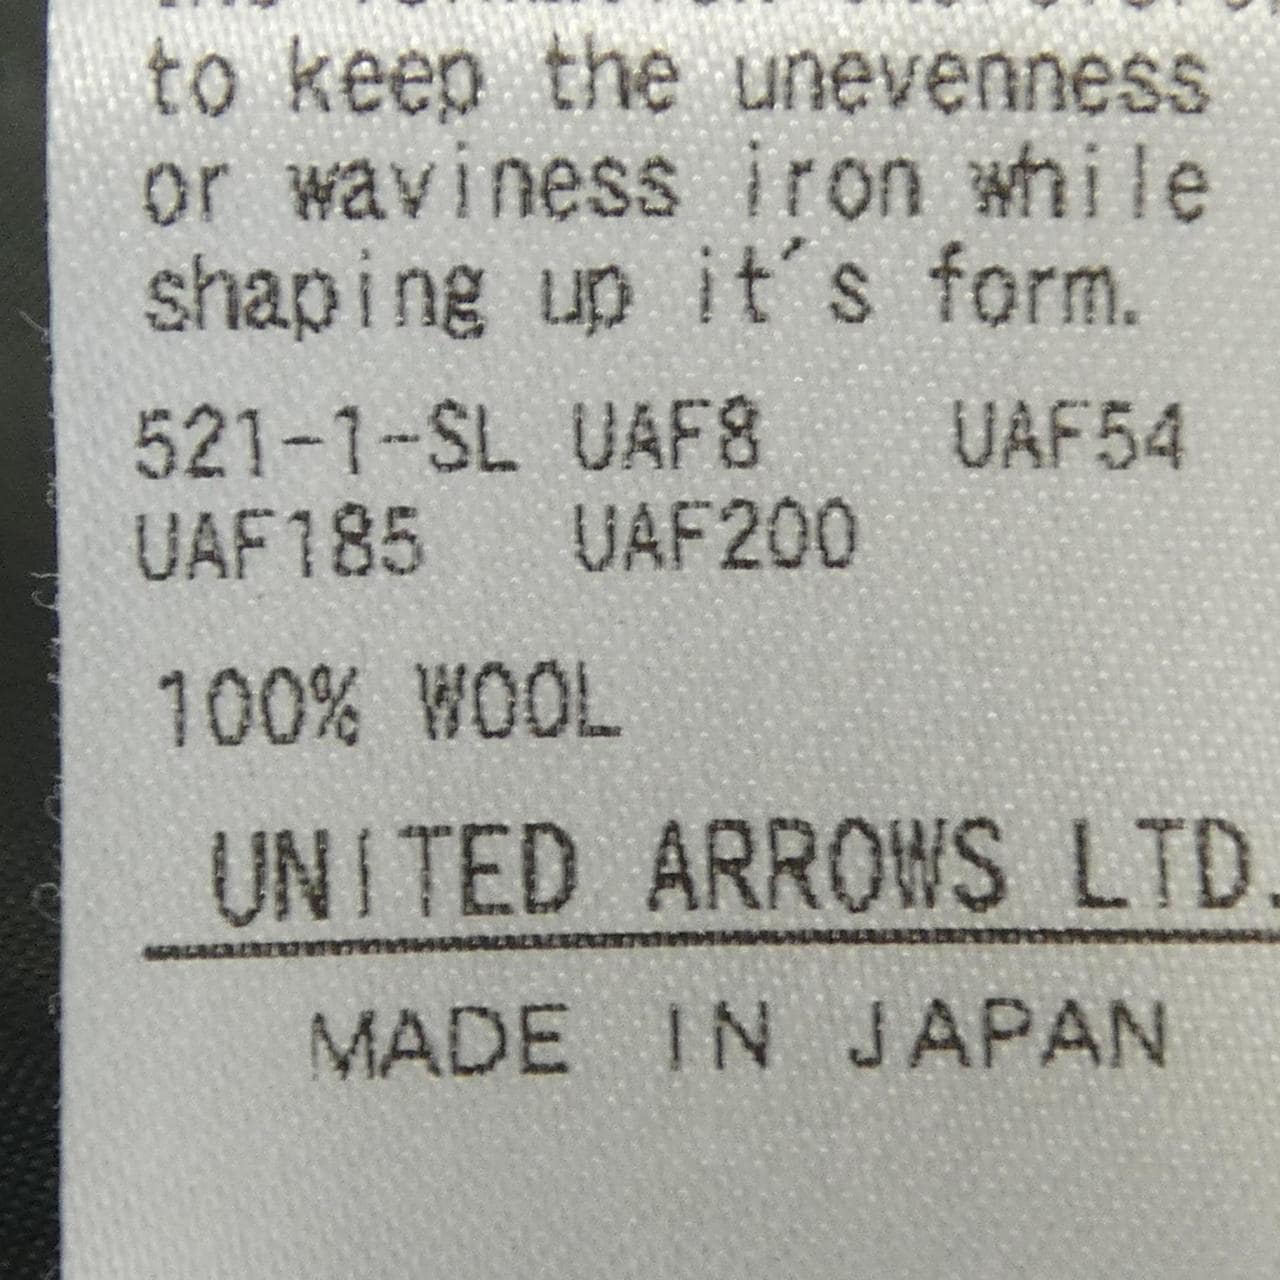 to keep the unevenness
or waviness iron while
shaping up it's form.
521-1-SL UAF8 UAF54
UAF185 UAF200
100% WOOL
UNITED ARROWS LTD.
MADE IN JAPAN